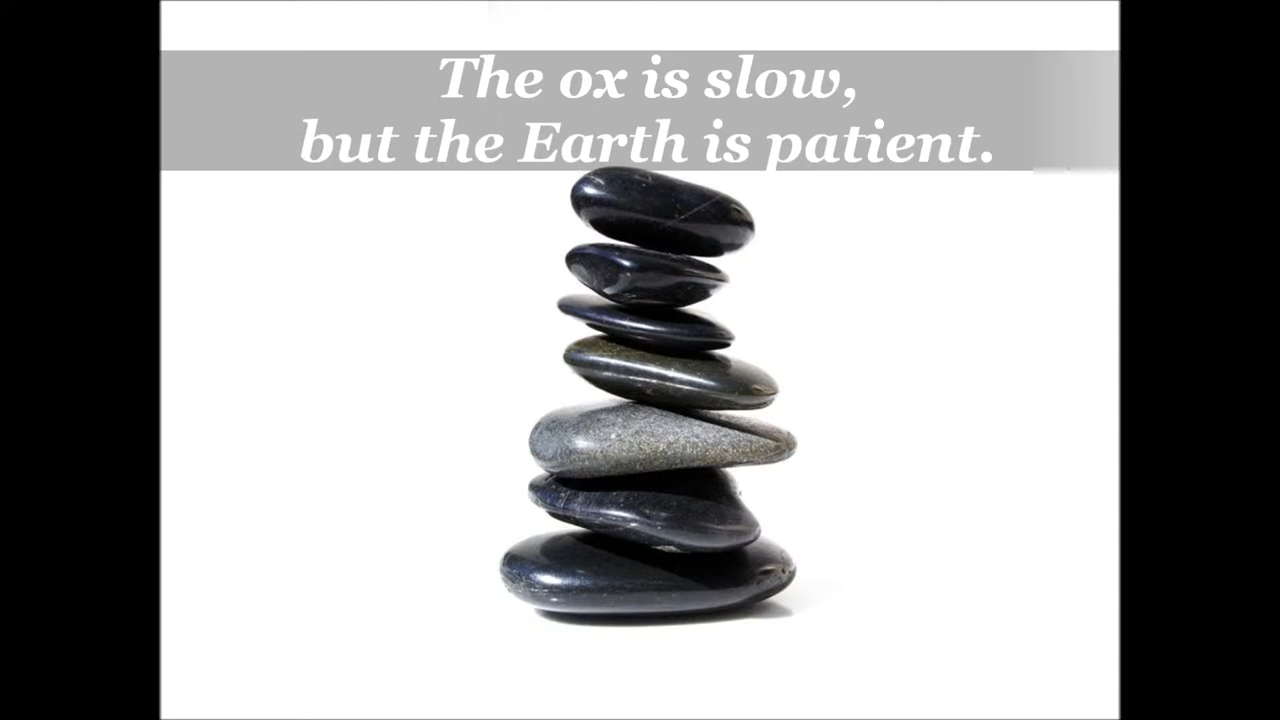 The ox is slow,
but the Earth is patient.